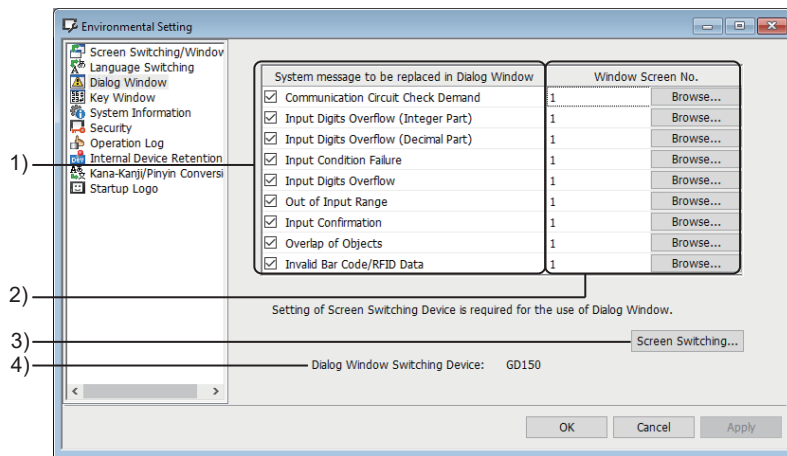 Environmental Setting
Screen Switching/Window
Language Switching
Dialog Window
Key Window
System Information
Security
Operation Log
Internal Device Retention
Kana-Kanji/Pinyin Conversi
Startup Logo
System message to be replaced in Dialog Window Window Screen No.
Communication Circuit Check Demand 1 Browse...
Input Digits Overflow (Integer Part) 1 Browse...
Input Digits Overflow (Decimal Part) 1 Browse...
Input Condition Failure 1 Browse...
Input Digits Overflow 1 Browse...
Out of Input Range 1 Browse...
Input Confirmation 1 Browse...
Overlap of Objects 1 Browse...
Invalid Bar Code/RFID Data 1 Browse...
1)
2)
Setting of Screen Switching Device is required for the use of Dialog Window.
3)
Screen Switching...
4)
Dialog Window Switching Device: GD150
OK Cancel Apply